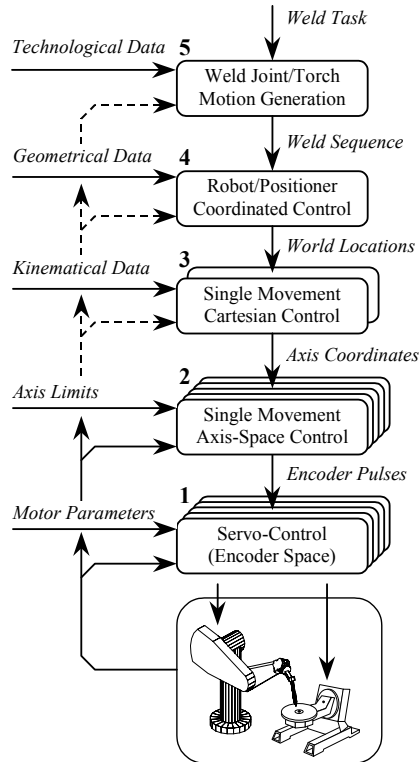 Weld Task
Technological Data
5
Weld Joint/Torch
Motion Generation
Weld Sequence
Geometrical Data
4
Robot/Positioner
Coordinated Control
World Locations
Kinematical Data
3
Single Movement
Cartesian Control
Axis Coordinates
Axis Limits
2
Single Movement
Axis-Space Control
Encoder Pulses
Motor Parameters
1
Servo-Control
(Encoder Space)